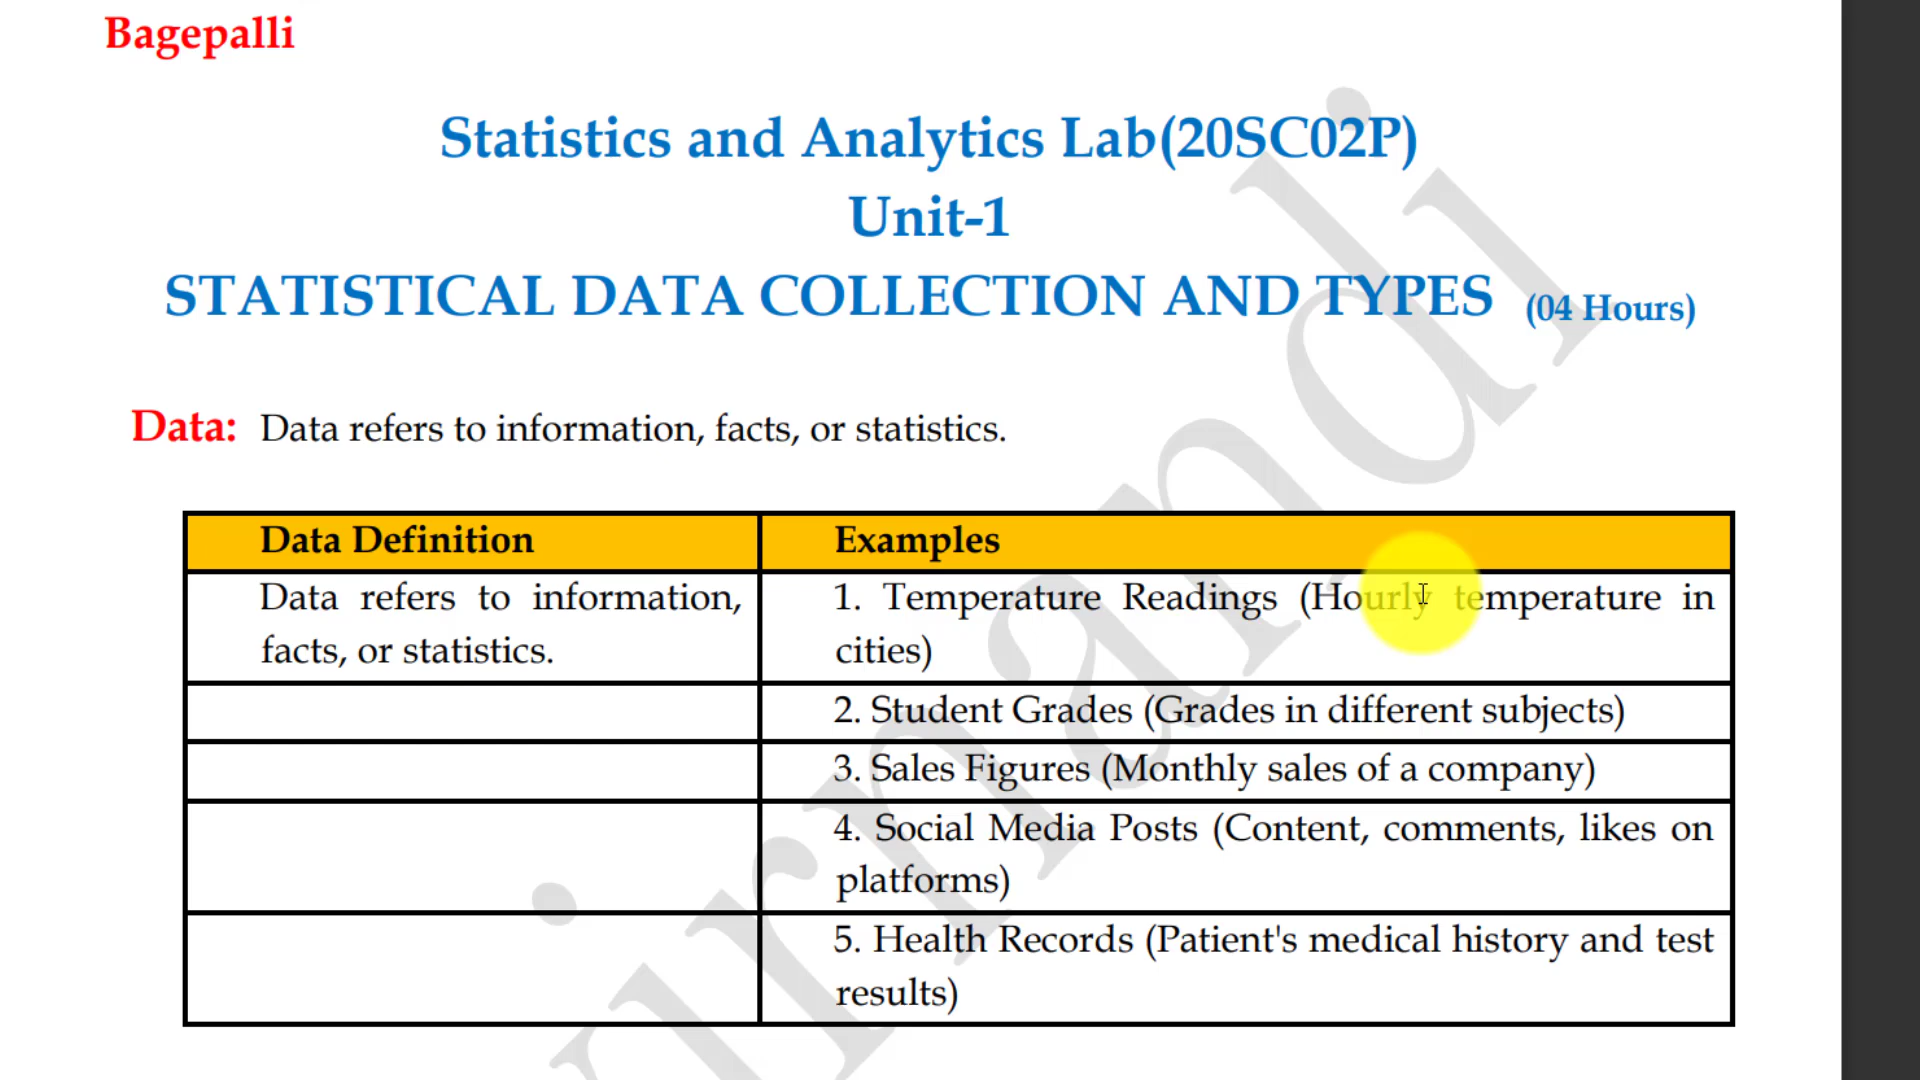 Bagepalli
Statistics and Analytics Lab(20SC02P)
Unit-1
STATISTICAL DATA COLLECTION AND TYPES (04 Hours)
Data: Data refers to information, facts, or statistics.
Data Definition
Examples
Data refers to information,
facts, or statistics.
1. Temperature Readings (Hourly temperature in
cities)
2. Student Grades (Grades in different subjects)
3. Sales Figures (Monthly sales of a company)
4. Social Media Posts (Content, comments, likes on
platforms)
5. Health Records (Patient's medical history and test
results)